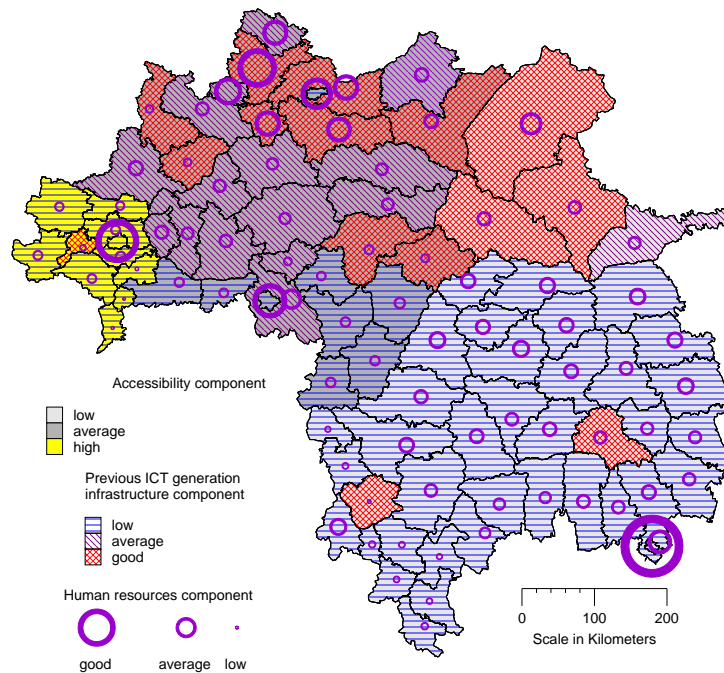 Accessibility component
low
average
high
Previous ICT generation
infrastructure component
low
average
good
Human resources component
good average low
0 100 200
Scale in Kilometers